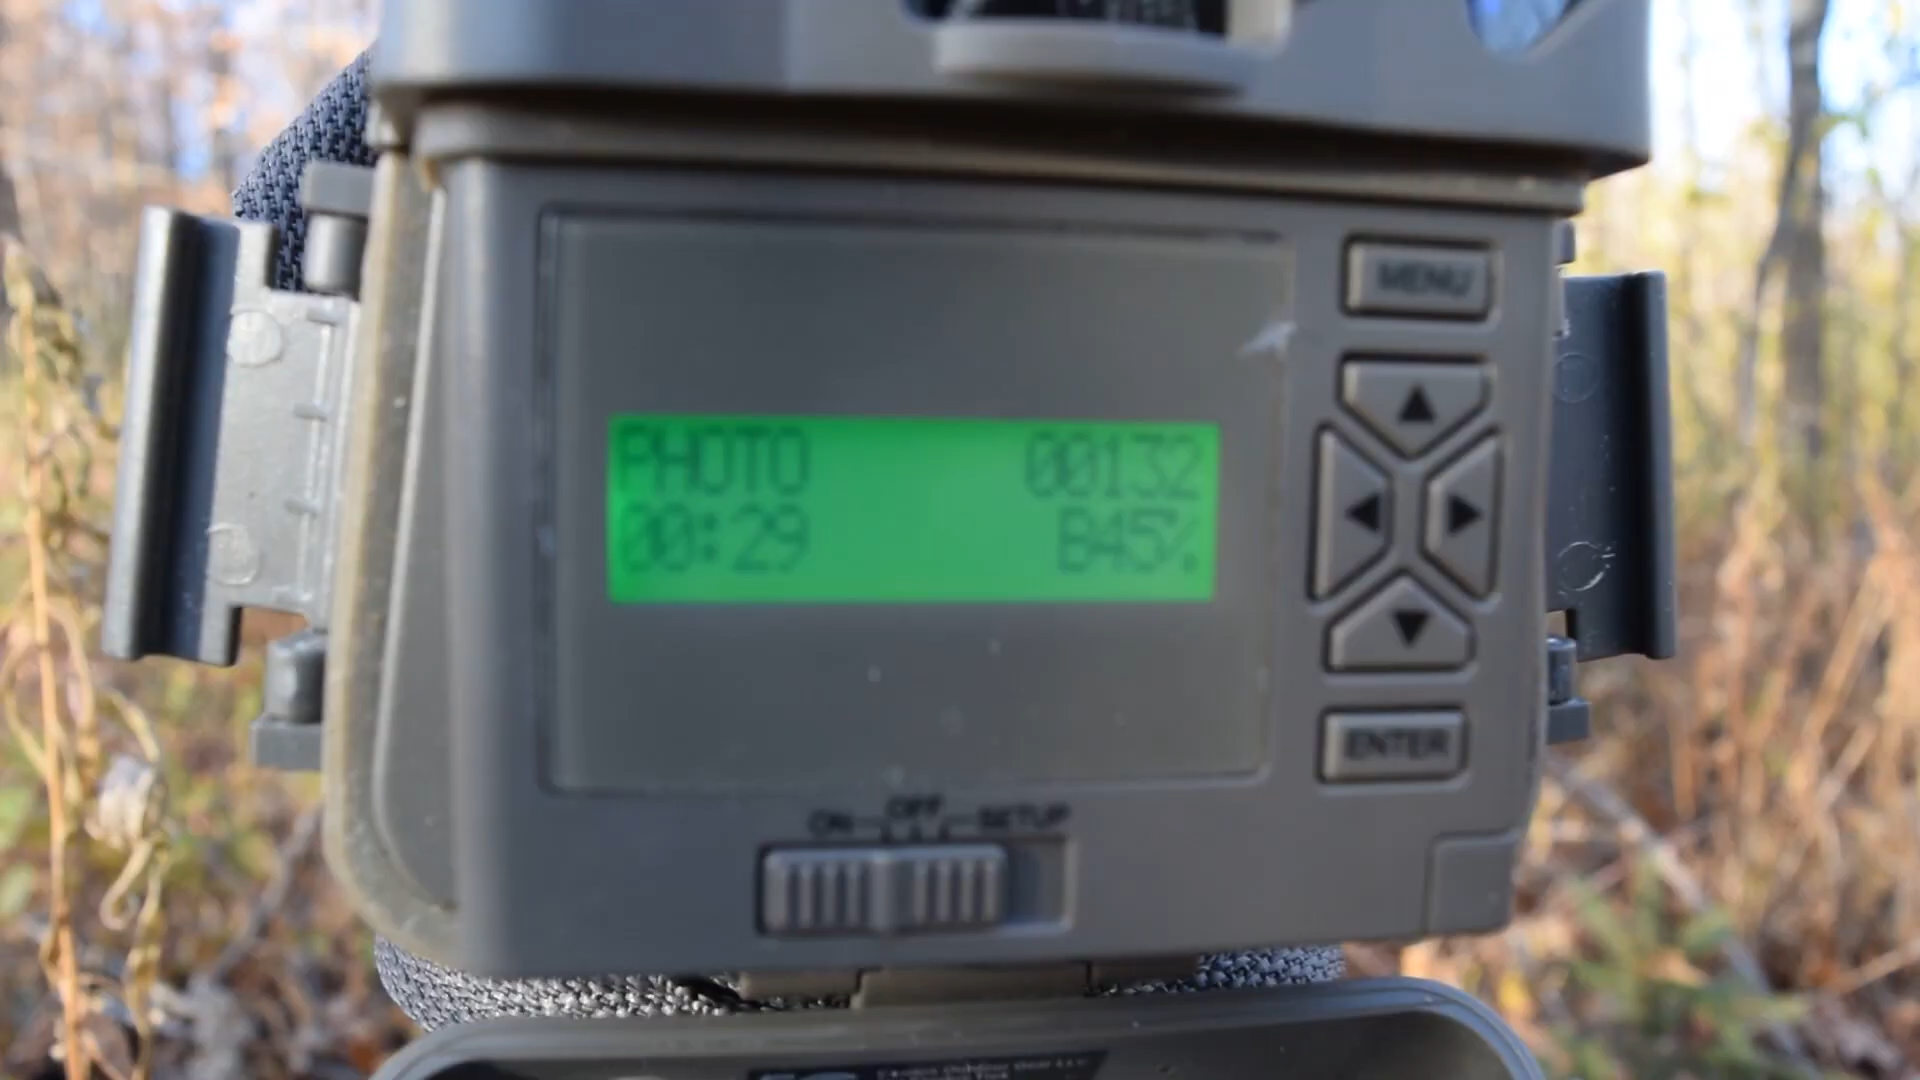 MENU
PHOTO 00132
00:29 B45%
ENTER
ON OFF SETUP